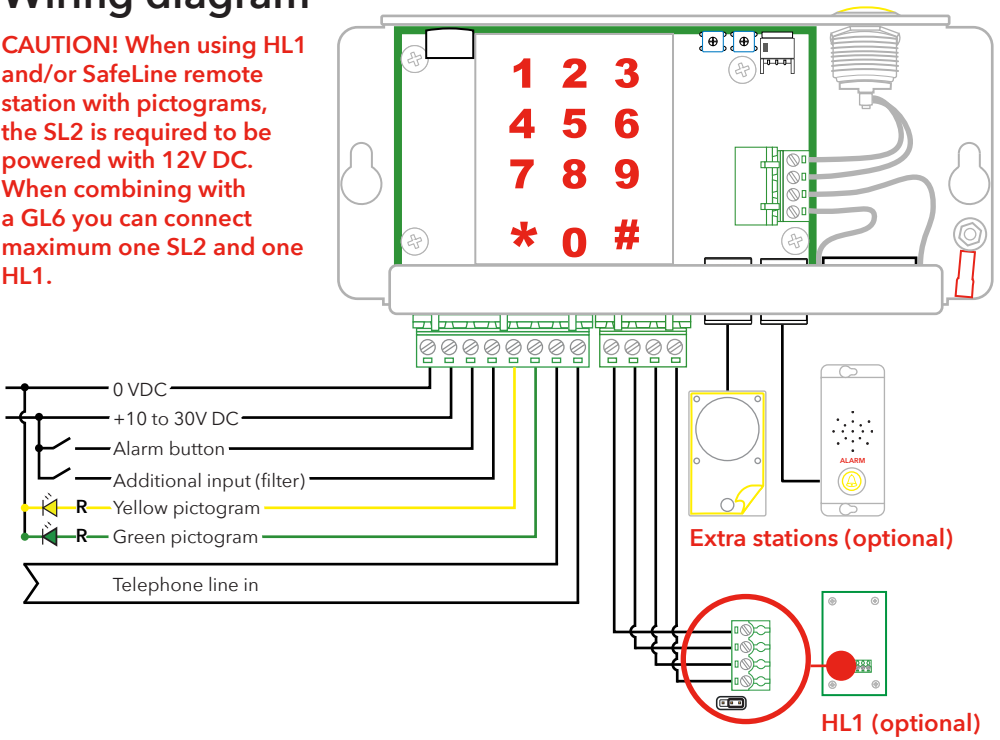 Wiring diagram
CAUTION! When using HL1
and/or SafeLine remote
station with pictograms,
the SL2 is required to be
powered with 12V DC.
When combining with
a GL6 you can connect
maximum one SL2 and one
HL1.
1 2 3
4 5 6
7 8 9
* 0 #
0 VDC
+10 to 30V DC
Alarm button
Additional input (filter)
R Yellow pictogram
R Green pictogram
Telephone line in
ALARM
Extra stations (optional)
HL1 (optional)